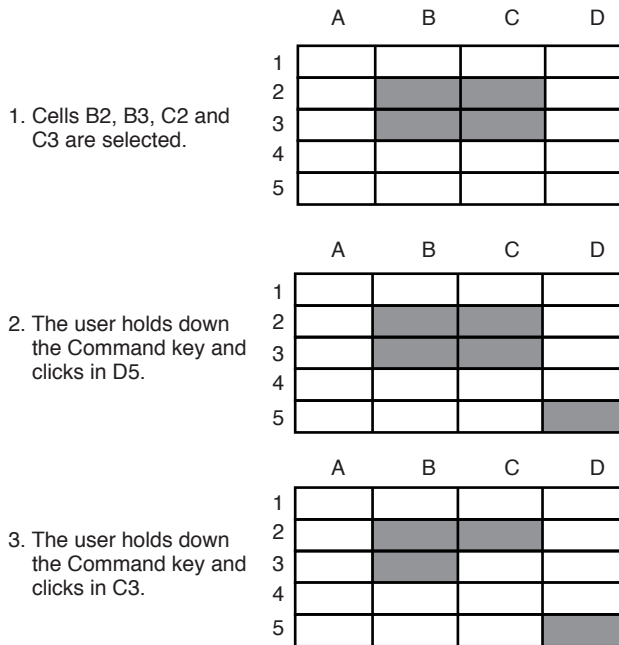 A B C D
1
2
3
4
5
1. Cells B2, B3, C2 and
C3 are selected.
A B C D
1
2
3
4
5
2. The user holds down
the Command key and
clicks in D5.
A B C D
1
2
3
4
5
3. The user holds down
the Command key and
clicks in C3.